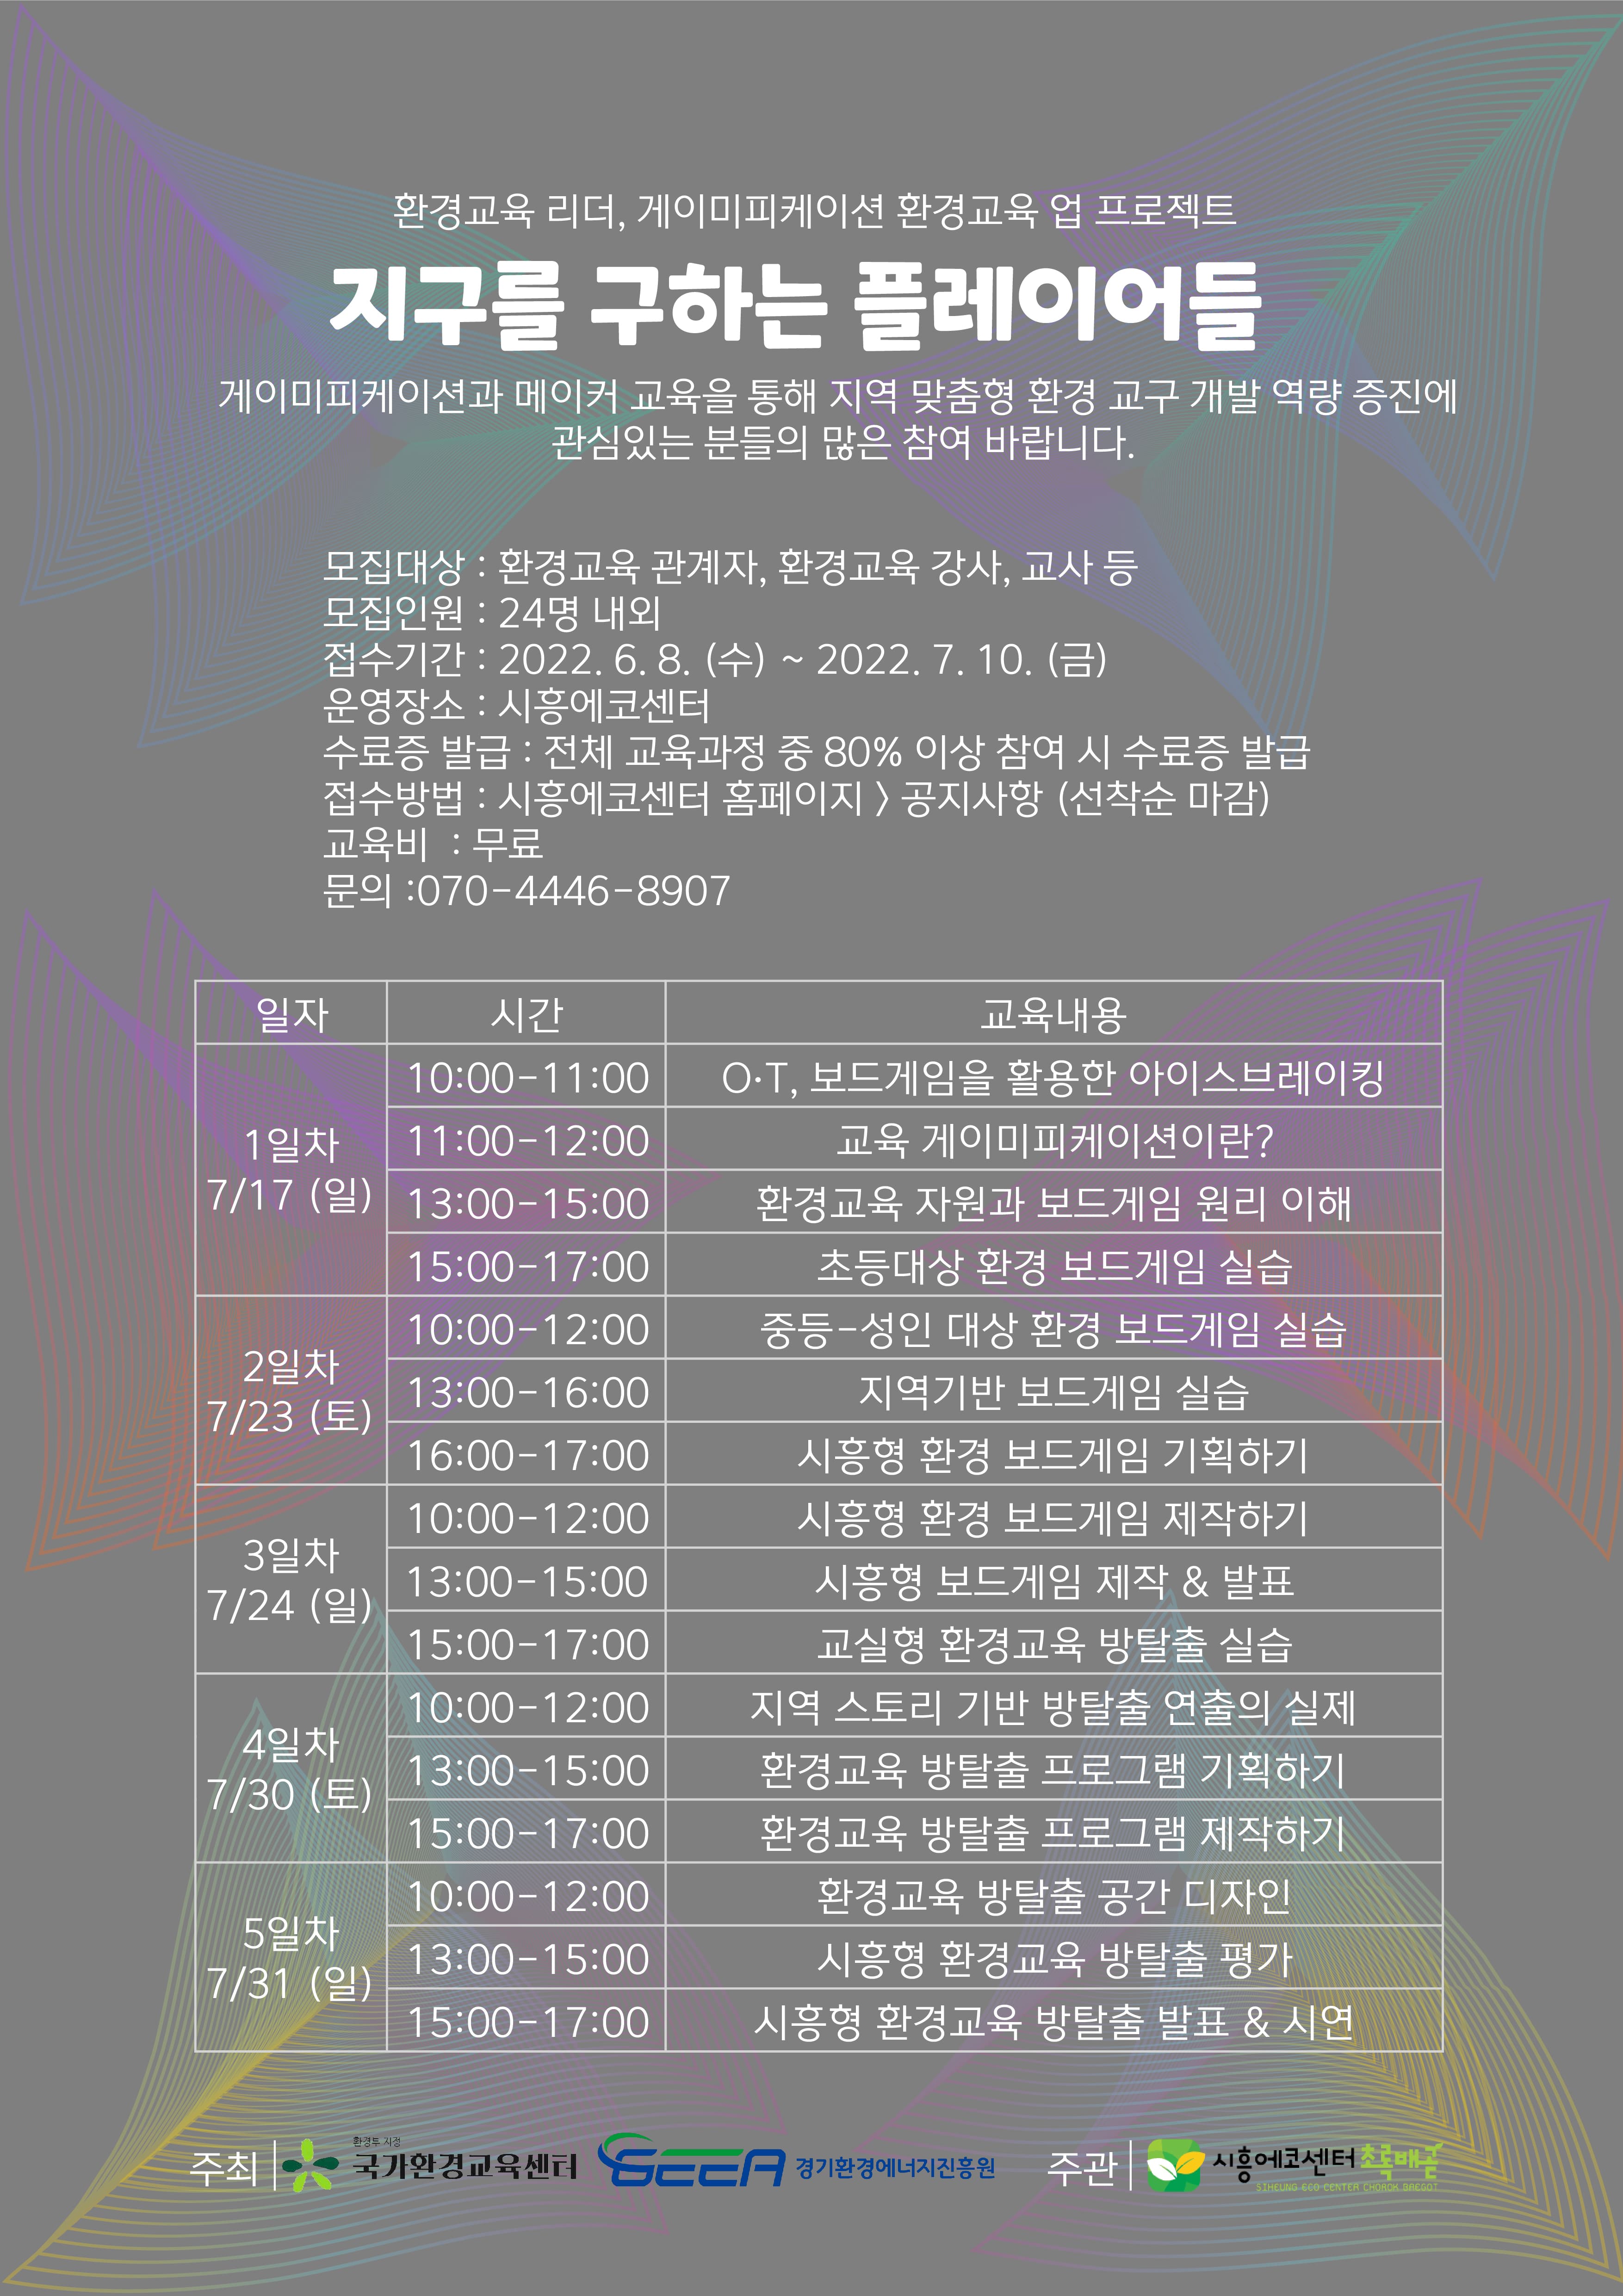 환경교육 리더, 게이미피케이션 환경교육 업 프로젝트
지구를 구하는 플레이어들
게이미피케이션과 메이커 교육을 통해 지역 맞춤형 환경 교구 개발 역량 증진에
관심있는 분들의 많은 참여 바랍니다.
모집대상 : 환경교육 관계자, 환경교육 강사, 교사 등
모집인원 : 24명 내외
접수기간 : 2022. 6. 8. (수) ~ 2022. 7. 10. (금)
운영장소 : 시흥에코센터
수료증 발급 : 전체 교육과정 중 80% 이상 참여 시 수료증 발급
접수방법 : 시흥에코센터 홈페이지 > 공지사항 (선착순 마감)
교육비 : 무료
문의 :070-4446-8907
일자 시간 교육내용
1일차
7/17 (일)
10:00-11:00 O·T, 보드게임을 활용한 아이스브레이킹
11:00-12:00 교육 게이미피케이션이란?
13:00-15:00 환경교육 자원과 보드게임 원리 이해
15:00-17:00 초등대상 환경 보드게임 실습
2일차
7/23 (토)
10:00-12:00 중등-성인 대상 환경 보드게임 실습
13:00-16:00 지역기반 보드게임 실습
16:00-17:00 시흥형 환경 보드게임 기획하기
3일차
7/24 (일)
10:00-12:00 시흥형 환경 보드게임 제작하기
13:00-15:00 시흥형 보드게임 제작 & 발표
15:00-17:00 교실형 환경교육 방탈출 실습
4일차
7/30 (토)
10:00-12:00 지역 스토리 기반 방탈출 연출의 실제
13:00-15:00 환경교육 방탈출 프로그램 기획하기
15:00-17:00 환경교육 방탈출 프로그램 제작하기
5일차
7/31 (일)
10:00-12:00 환경교육 방탈출 공간 디자인
13:00-15:00 시흥형 환경교육 방탈출 평가
15:00-17:00 시흥형 환경교육 방탈출 발표 & 시연
주최
환경부 지정
국가환경교육센터
GEEA 경기환경에너지진흥원
주관
시흥에코센터 초록배곧
SIHEUNG ECO CENTER CHOROK BAEGOT